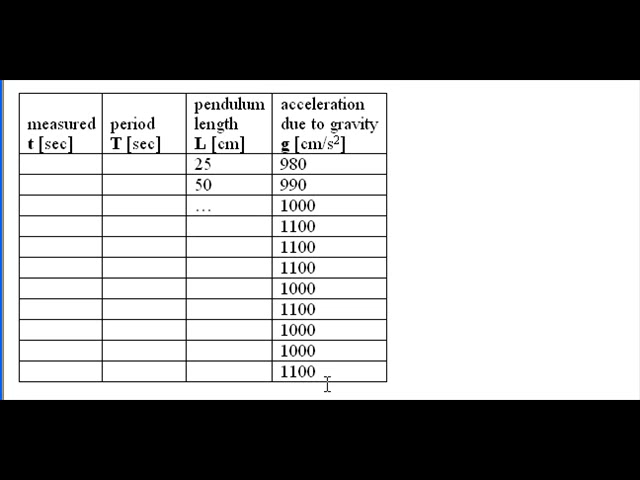 measured t [sec]
period T [sec]
pendulum length L [cm]
acceleration due to gravity g [cm/s²]
25 980
50 990
… 1000
1100
1100
1100
1000
1100
1000
1000
1100